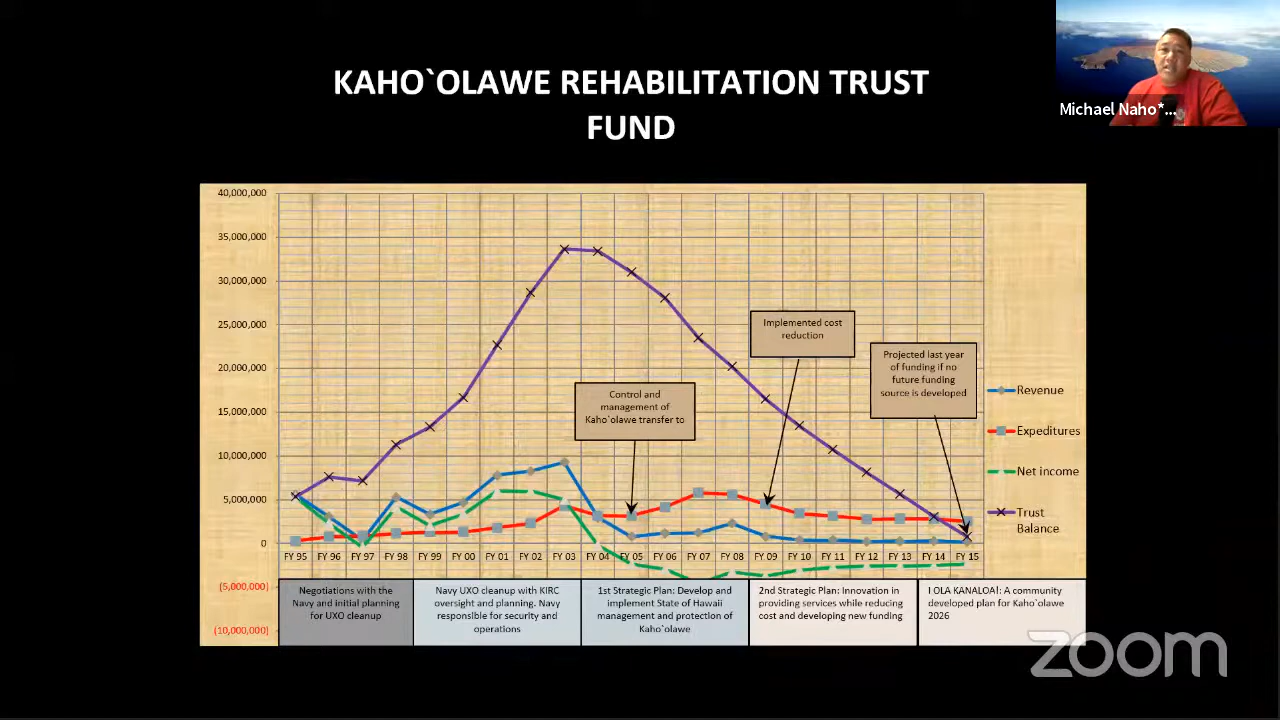 KAHO`OLAWE REHABILITATION TRUST
FUND
Michael Naho*...
40,000,000
35,000,000
30,000,000
25,000,000
20,000,000
15,000,000
10,000,000
5,000,000
0
(5,000,000)
(10,000,000)
FY 95 FY 96 FY 97 FY 98 FY 99 FY 00 FY 01 FY 02 FY 03 FY 04 FY 05 FY 06 FY 07 FY 08 FY 09 FY 10 FY 11 FY 12 FY 13 FY 14 FY 15
Control and
management of
Kaho`olawe transfer to
Implemented cost
reduction
Projected last year
of funding if no
future funding
source is developed
Revenue
Expeditures
Net income
Trust
Balance
Negotiations with the
Navy and initial planning
for UXO cleanup
Navy UXO cleanup with KIRC
oversight and planning. Navy
responsible for security and
operations
1st Strategic Plan: Develop and
implement State of Hawaii
management and protection of
Kaho`olawe
2nd Strategic Plan: Innovation in
providing services while reducing
cost and developing new funding
I OLA KANALOA!: A community
developed plan for Kaho`olawe
2026
zoom